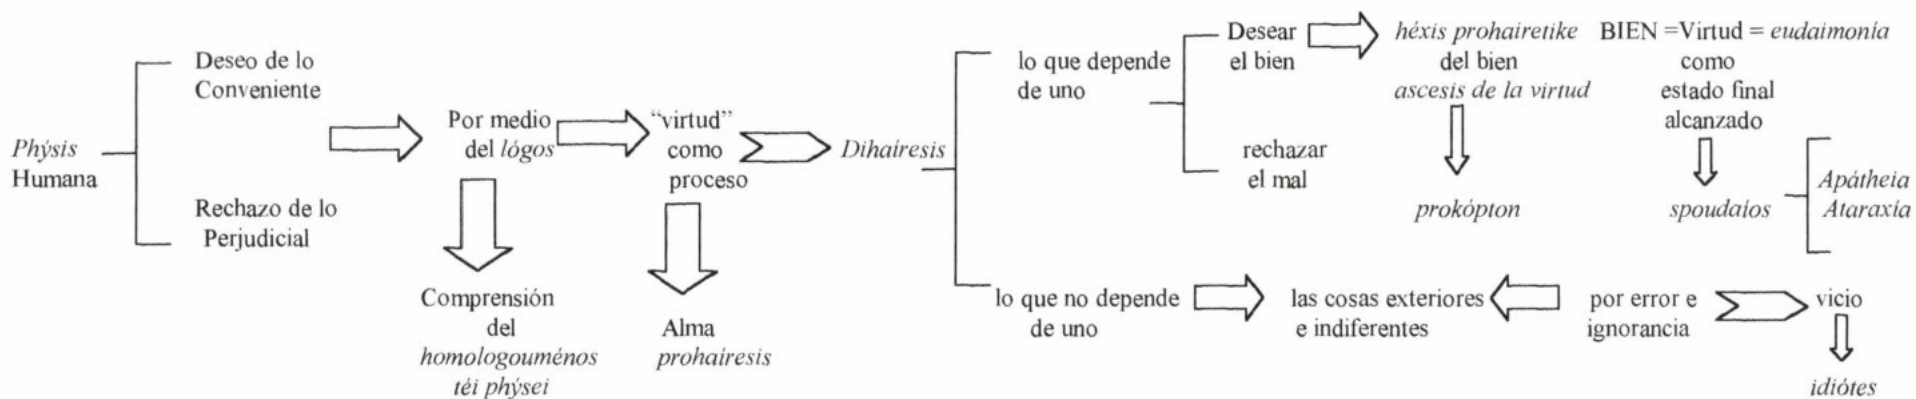 Phýsis
Humana
Deseo de lo
Conveniente
Rechazo de lo
Perjudicial
Por medio
del lógos
Comprensión
del
homologouménos
téi phýsei
“virtud”
como
proceso
Alma
prohaíresis
Dihaíresis
lo que depende
de uno
Desear
el bien
rechazar
el mal
héxis prohairetike
del bien
ascesis de la virtud
prokópton
BIEN =Virtud = eudaimonía
como
estado final
alcanzado
spoudaíos
Apátheia
Ataraxía
lo que no depende
de uno
las cosas exteriores
e indiferentes
por error e
ignorancia
vicio
idiótes